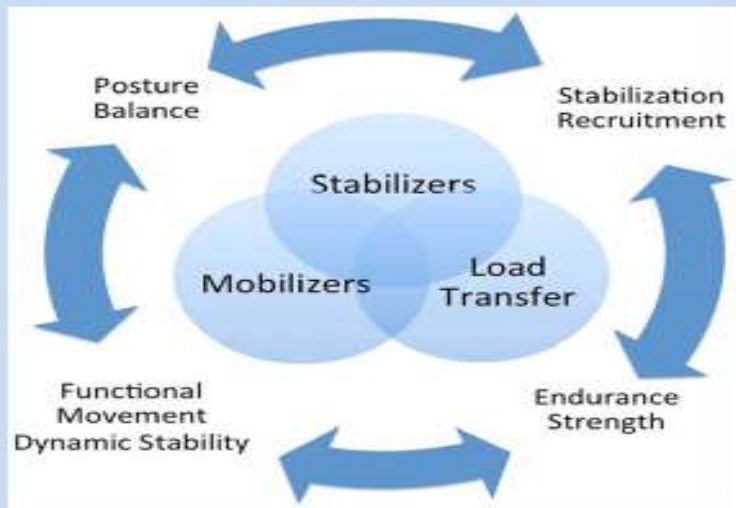 Posture
Balance
Stabilization
Recruitment
Stabilizers
Mobilizers
Load
Transfer
Functional
Movement
Dynamic Stability
Endurance
Strength